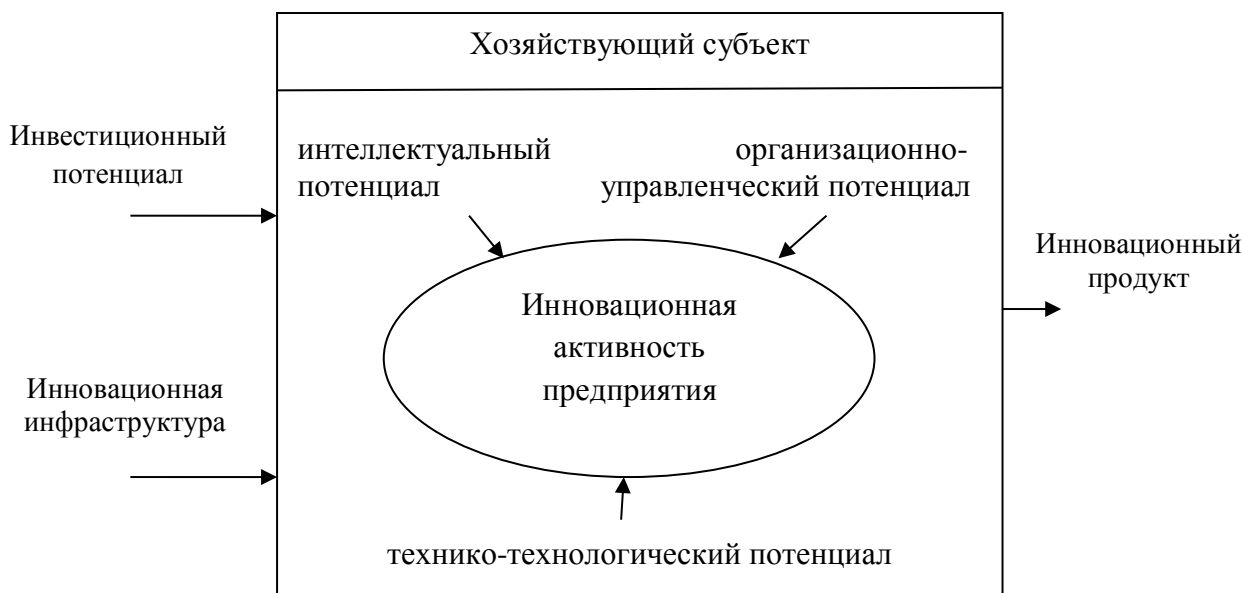 Хозяйствующий субъект
Инвестиционный
потенциал
интеллектуальный
потенциал
организационно-
управленческий потенциал
Инновационный
продукт
Инновационная
активность
предприятия
Инновационная
инфраструктура
технико-технологический потенциал